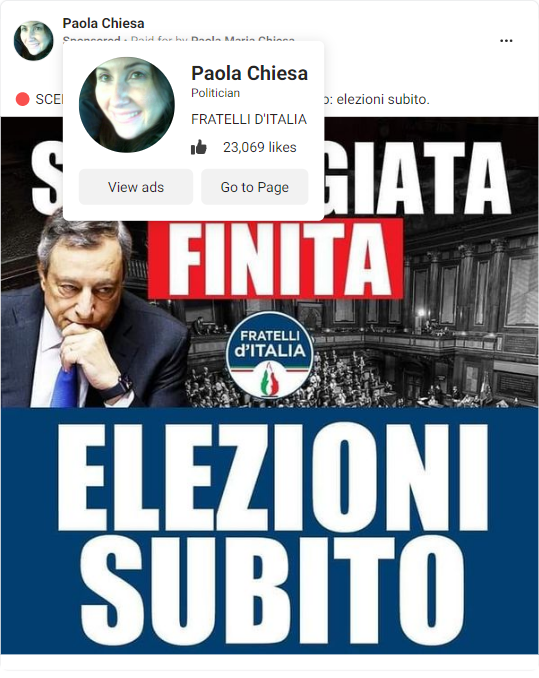 Paola Chiesa
Sponsored • Paid for by Paola Maria Chiesa
Paola Chiesa
Politician
FRATELLI D'ITALIA
23,069 likes
View ads
Go to Page
elezioni subito.
GIATA
FINITA
FRATELLI
d'ITALIA
ELEZIONI
SUBITO